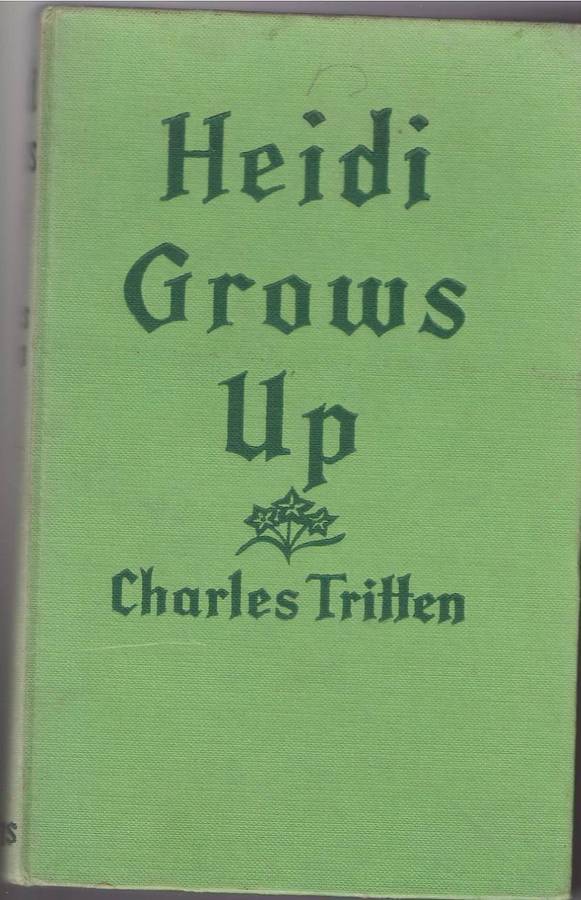 Heidi
Grows
Up
Charles Tritten